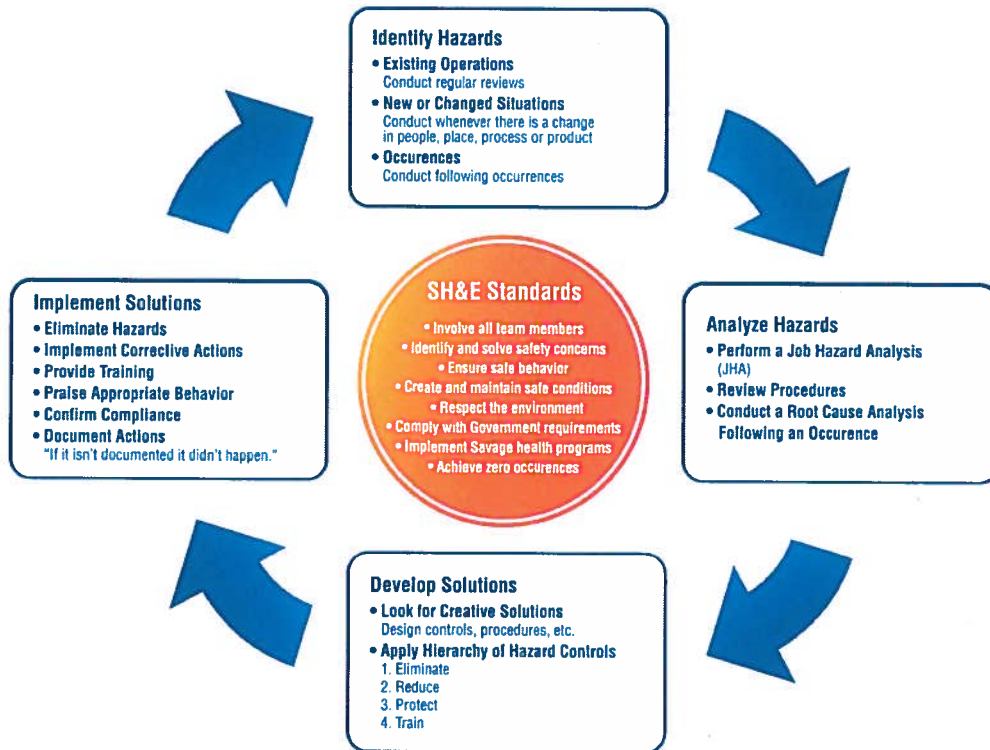 Identify Hazards
• Existing Operations
Conduct regular reviews
• New or Changed Situations
Conduct whenever there is a change
in people, place, process or product
• Occurences
Conduct following occurrences
Analyze Hazards
• Perform a Job Hazard Analysis
(JHA)
• Review Procedures
• Conduct a Root Cause Analysis
Following an Occurence
Develop Solutions
• Look for Creative Solutions
Design controls, procedures, etc.
• Apply Hierarchy of Hazard Controls
1. Eliminate
2. Reduce
3. Protect
4. Train
Implement Solutions
• Eliminate Hazards
• Implement Corrective Actions
• Provide Training
• Praise Appropriate Behavior
• Confirm Compliance
• Document Actions
"If it isn't documented it didn't happen."
SH&E Standards
• Involve all team members
• Identify and solve safety concerns
• Ensure safe behavior
• Create and maintain safe conditions
• Respect the environment
• Comply with Government requirements
• Implement Savage health programs
• Achieve zero occurences